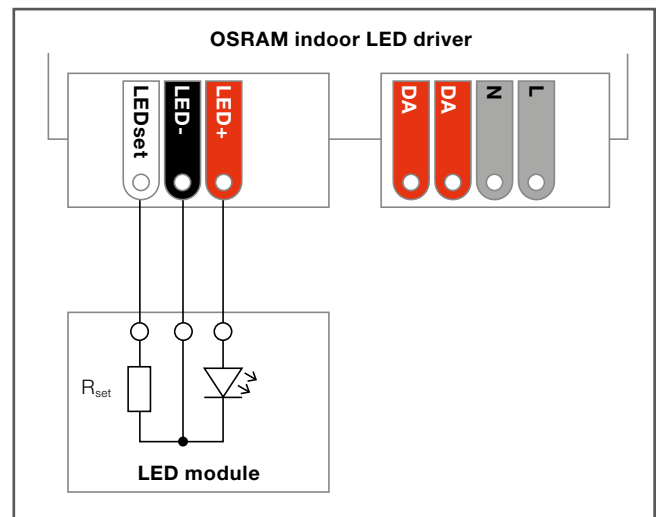 OSRAM indoor LED driver
LEDset
LED-
LED+
DA
DA
N
L
Rset
LED module